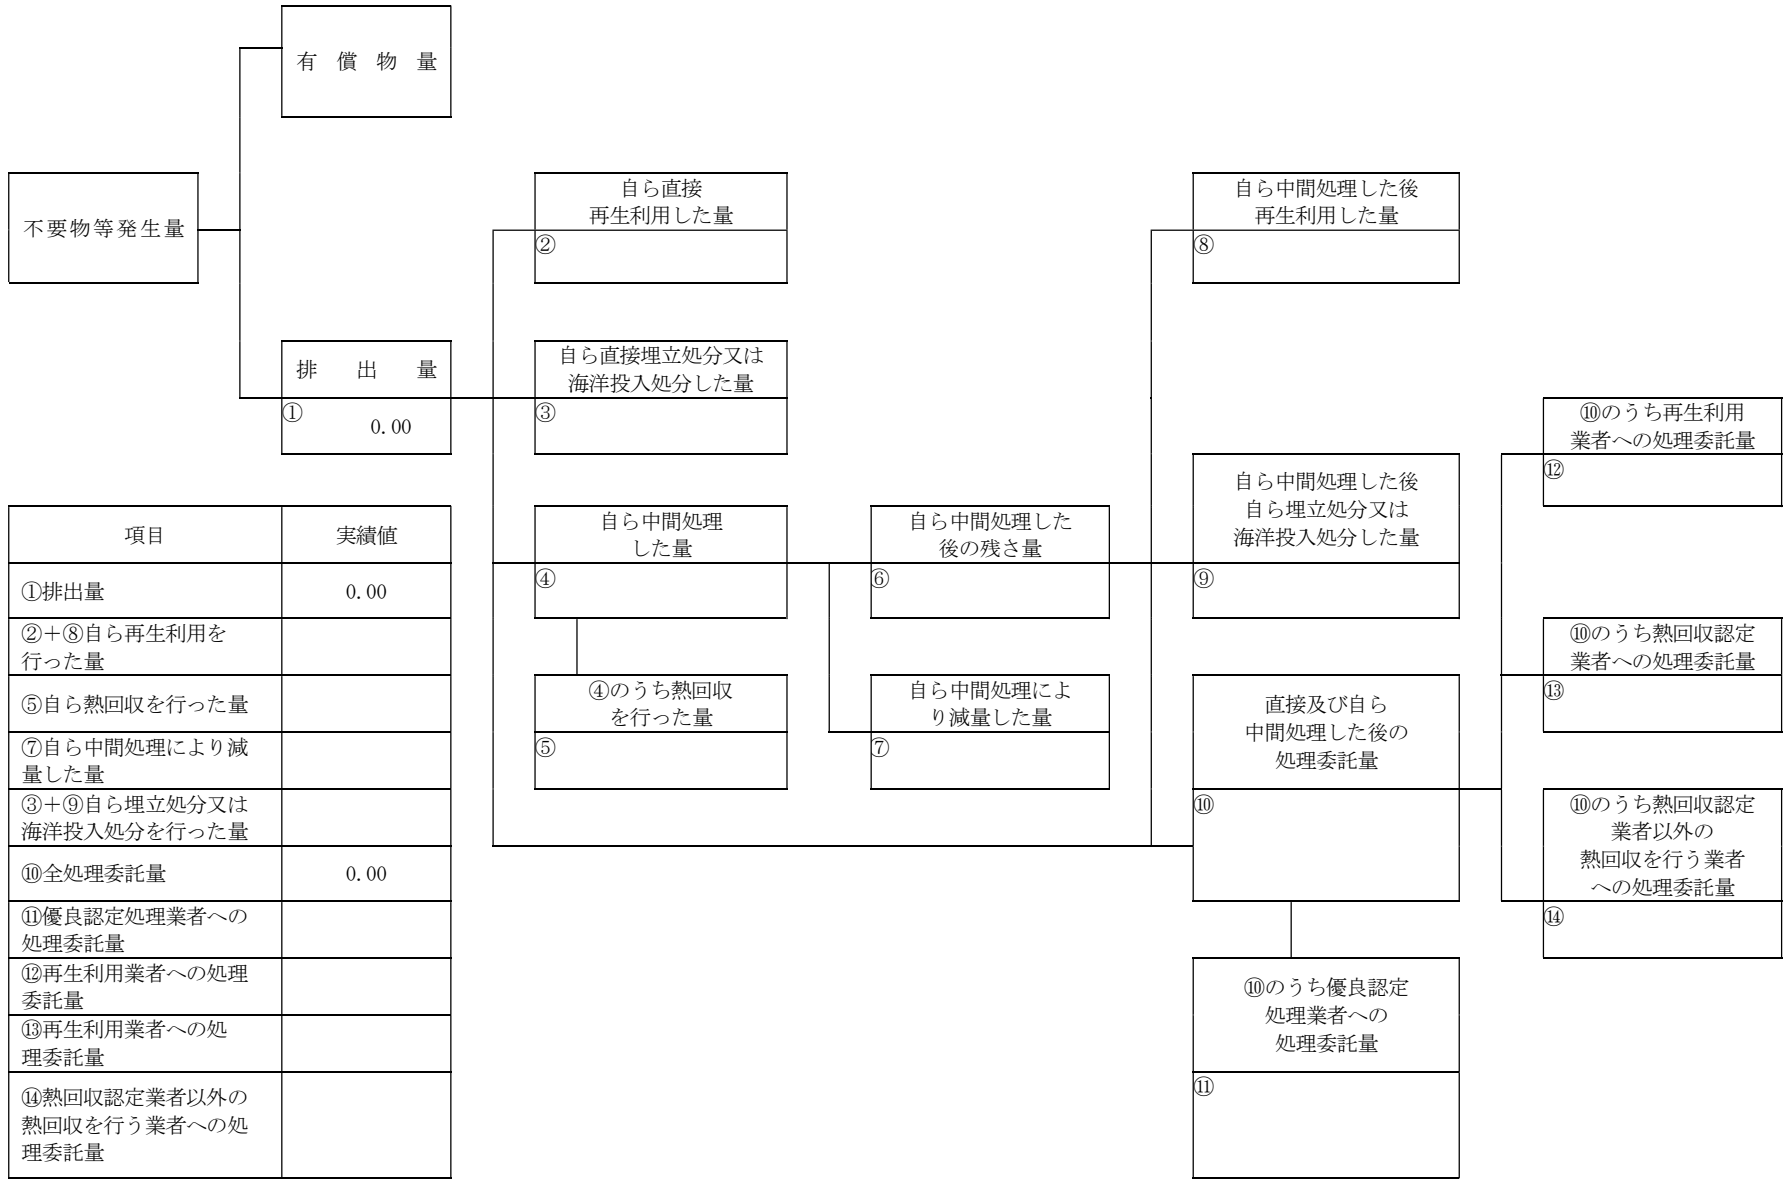 有償物量
不要物等発生量
自ら直接
再生利用した量
②
自ら中間処理した後
再生利用した量
⑧
排出量
①
0.00
自ら直接埋立処分又は
海洋投入処分した量
③
⑩のうち再生利用
業者への処理委託量
⑫
自ら中間処理
した量
④
自ら中間処理した
後の残さ量
⑥
自ら中間処理した後
自ら埋立処分又は
海洋投入処分した量
⑨
④のうち熱回収
を行った量
⑤
自ら中間処理によ
り減量した量
⑦
直接及び自ら
中間処理した後の
処理委託量
⑩
⑩のうち熱回収認定
業者への処理委託量
⑬
⑩のうち熱回収認定
業者以外の
熱回収を行う業者
への処理委託量
⑭
⑩のうち優良認定
処理業者への
処理委託量
⑪
項目 実績値
①排出量 0.00
②+⑧自ら再生利用を
行った量
⑤自ら熱回収を行った量
⑦自ら中間処理により減
量した量
③+⑨自ら埋立処分又は
海洋投入処分を行った量
⑩全処理委託量 0.00
⑪優良認定処理業者への
処理委託量
⑫再生利用業者への処理
委託量
⑬再生利用業者への処
理委託量
⑭熱回収認定業者以外の
熱回収を行う業者への処
理委託量